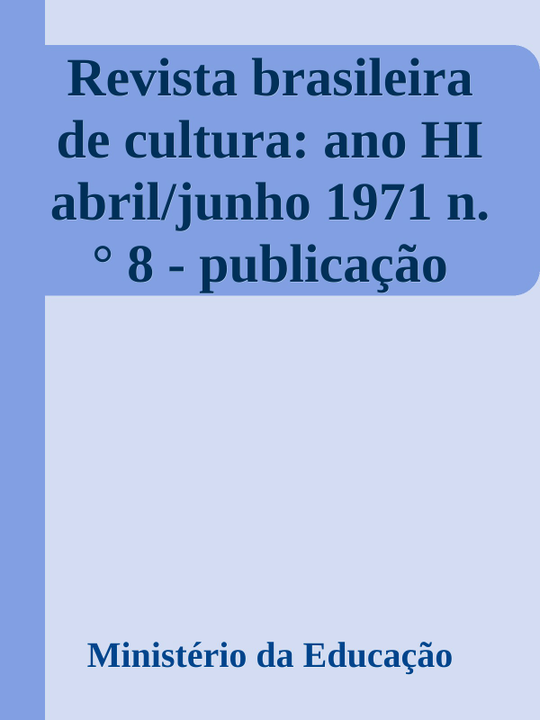 Revista brasileira
de cultura: ano HI
abril/junho 1971 n.
° 8 - publicação
Ministério da Educação